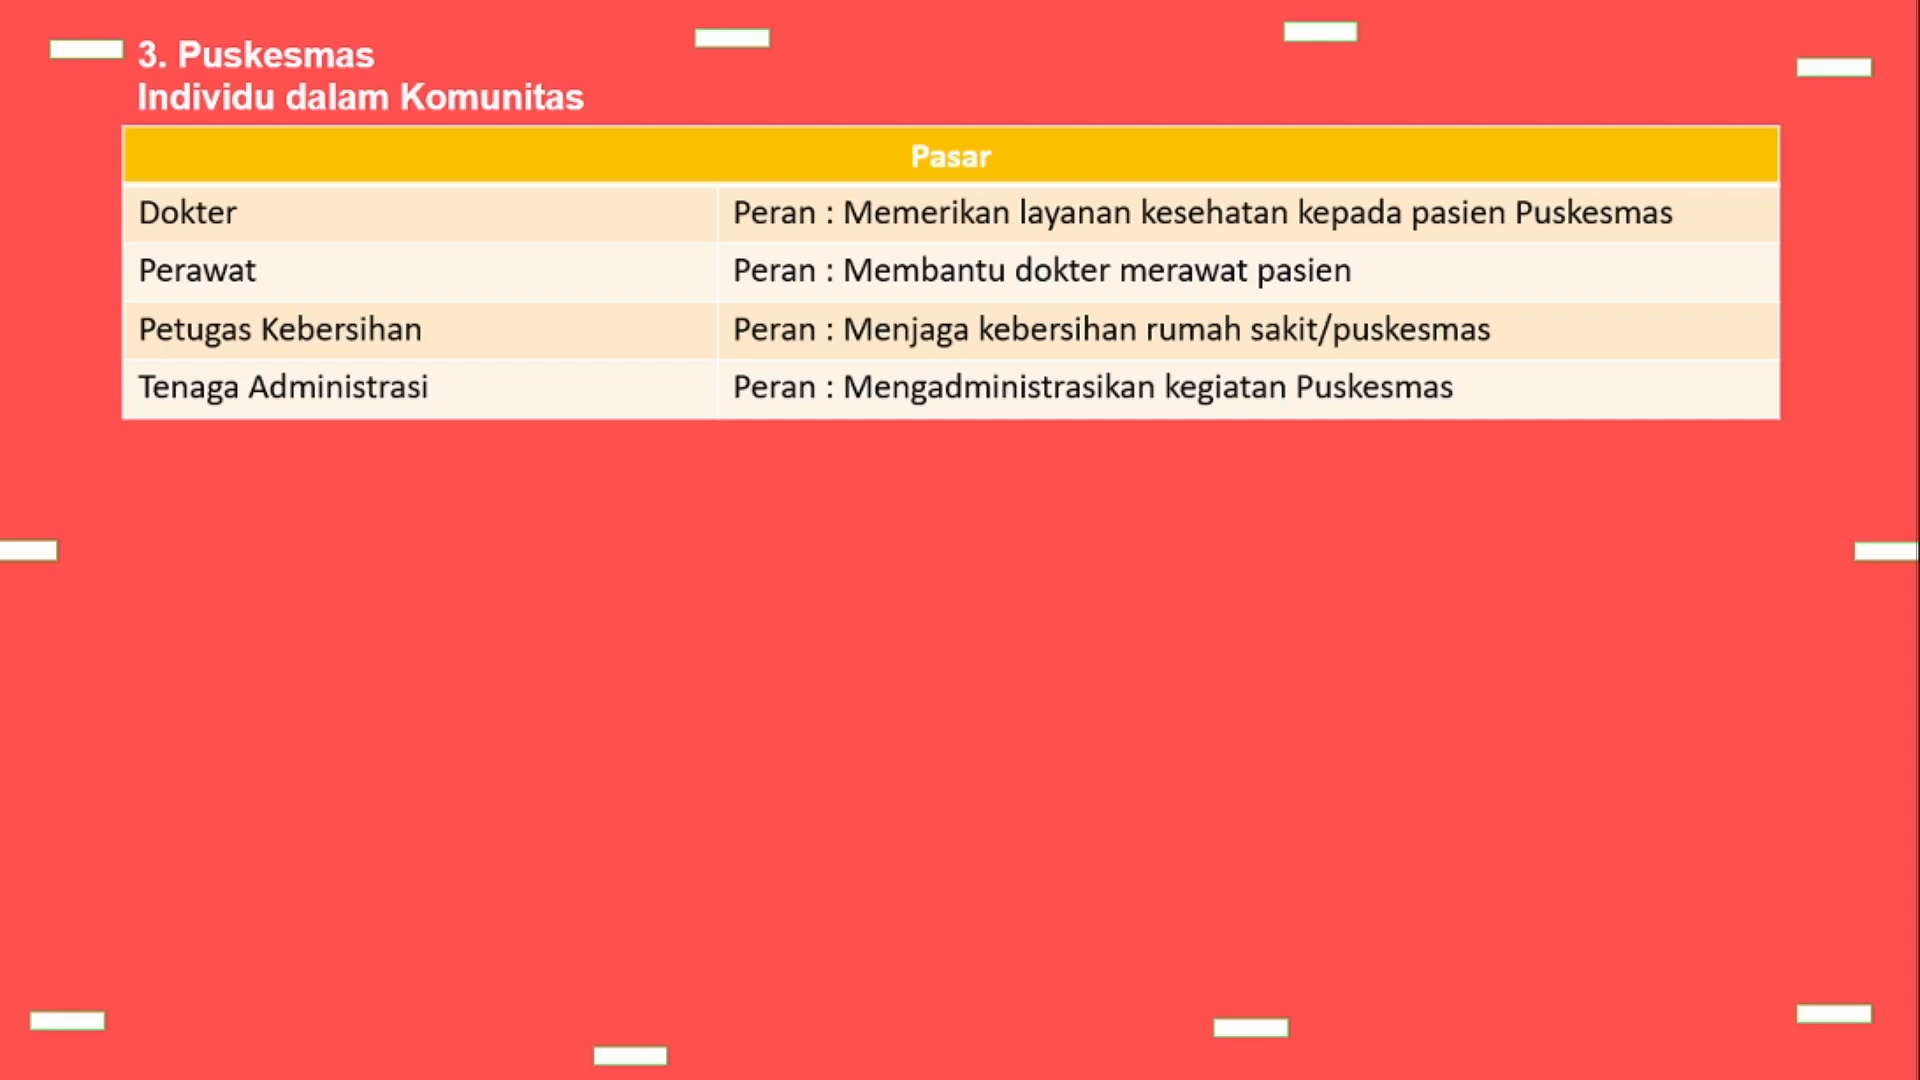 3. Puskesmas
Individu dalam Komunitas
Pasar
Dokter Peran : Memerikan layanan kesehatan kepada pasien Puskesmas
Perawat Peran : Membantu dokter merawat pasien
Petugas Kebersihan Peran : Menjaga kebersihan rumah sakit/puskesmas
Tenaga Administrasi Peran : Mengadministrasikan kegiatan Puskesmas